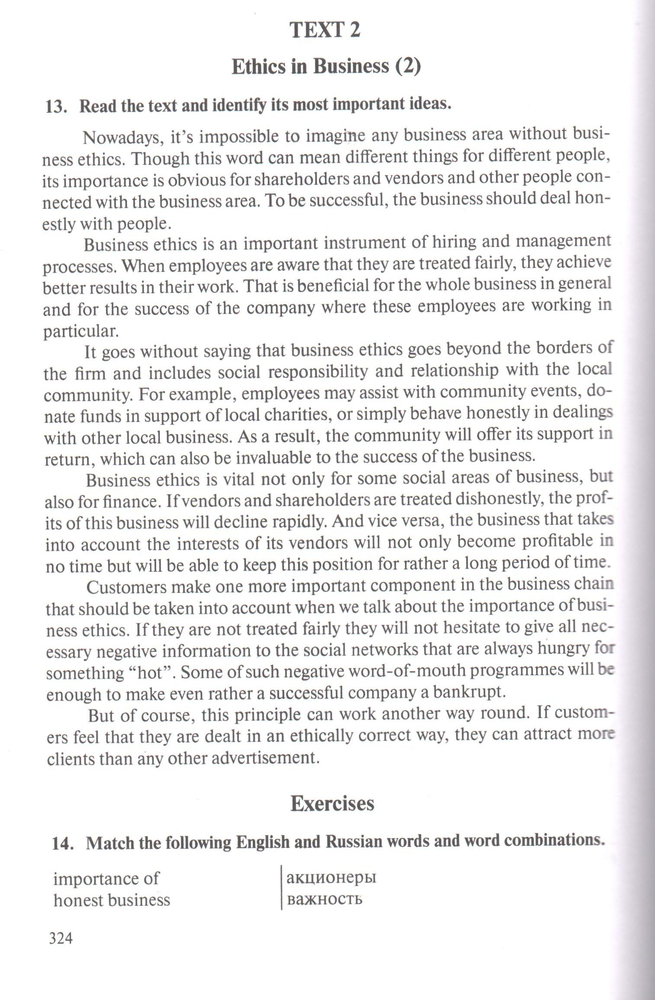 TEXT 2
Ethics in Business (2)
13. Read the text and identify its most important ideas.
Nowadays, it’s impossible to imagine any business area without busi-
ness ethics. Though this word can mean different things for different people,
its importance is obvious for shareholders and vendors and other people con-
nected with the business area. To be successful, the business should deal hon-
estly with people.
Business ethics is an important instrument of hiring and management
processes. When employees are aware that they are treated fairly, they achieve
better results in their work. That is beneficial for the whole business in general
and for the success of the company where these employees are working in
particular.
It goes without saying that business ethics goes beyond the borders of
the firm and includes social responsibility and relationship with the local
community. For example, employees may assist with community events, do-
nate funds in support of local charities, or simply behave honestly in dealings
with other local business. As a result, the community will offer its support in
return, which can also be invaluable to the success of the business.
Business ethics is vital not only for some social areas of business, but
also for finance. If vendors and shareholders are treated dishonestly, the prof-
its of this business will decline rapidly. And vice versa, the business that takes
into account the interests of its vendors will not only become profitable in
no time but will be able to keep this position for rather a long period of time.
Customers make one more important component in the business chain
that should be taken into account when we talk about the importance of busi-
ness ethics. If they are not treated fairly they will not hesitate to give all nec-
essary negative information to the social networks that are always hungry for
something “hot”. Some of such negative word-of-mouth programmes will be
enough to make even rather a successful company a bankrupt.
But of course, this principle can work another way round. If custom-
ers feel that they are dealt in an ethically correct way, they can attract more
clients than any other advertisement.
Exercises
14. Match the following English and Russian words and word combinations.
importance of
honest business
акционеры
важность
324